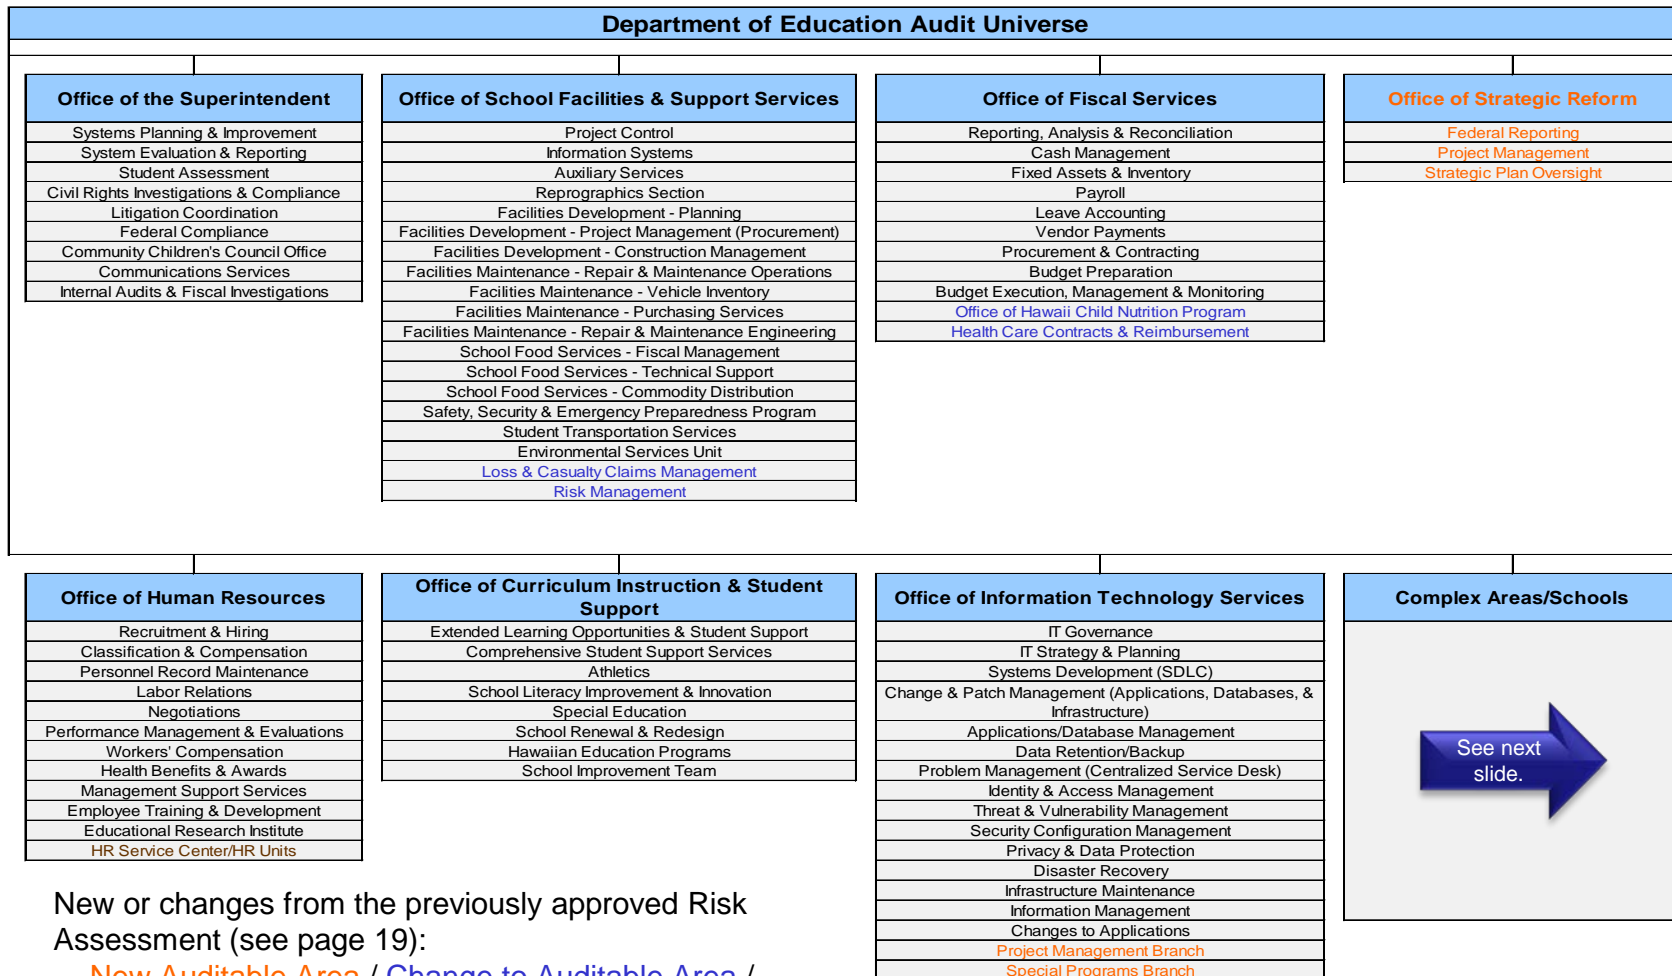 Department of Education Audit Universe
Office of the Superintendent
Systems Planning & Improvement
System Evaluation & Reporting
Student Assessment
Civil Rights Investigations & Compliance
Litigation Coordination
Federal Compliance
Community Children's Council Office
Communications Services
Internal Audits & Fiscal Investigations
Office of School Facilities & Support Services
Project Control
Information Systems
Auxiliary Services
Reprographics Section
Facilities Development - Planning
Facilities Development - Project Management (Procurement)
Facilities Development - Construction Management
Facilities Maintenance - Repair & Maintenance Operations
Facilities Maintenance - Vehicle Inventory
Facilities Maintenance - Purchasing Services
Facilities Maintenance - Repair & Maintenance Engineering
School Food Services - Fiscal Management
School Food Services - Technical Support
School Food Services - Commodity Distribution
Safety, Security & Emergency Preparedness Program
Student Transportation Services
Environmental Services Unit
Loss & Casualty Claims Management
Risk Management
Office of Fiscal Services
Reporting, Analysis & Reconciliation
Cash Management
Fixed Assets & Inventory
Payroll
Leave Accounting
Vendor Payments
Procurement & Contracting
Budget Preparation
Budget Execution, Management & Monitoring
Office of Hawaii Child Nutrition Program
Health Care Contracts & Reimbursement
Office of Strategic Reform
Federal Reporting
Project Management
Strategic Plan Oversight
Office of Human Resources
Recruitment & Hiring
Classification & Compensation
Personnel Record Maintenance
Labor Relations
Negotiations
Performance Management & Evaluations
Workers' Compensation
Health Benefits & Awards
Management Support Services
Employee Training & Development
Educational Research Institute
HR Service Center/HR Units
Office of Curriculum Instruction & Student
Support
Extended Learning Opportunities & Student Support
Comprehensive Student Support Services
Athletics
School Literacy Improvement & Innovation
Special Education
School Renewal & Redesign
Hawaiian Education Programs
School Improvement Team
Office of Information Technology Services
IT Governance
IT Strategy & Planning
Systems Development (SDLC)
Change & Patch Management (Applications, Databases, &
Infrastructure)
Applications/Database Management
Data Retention/Backup
Problem Management (Centralized Service Desk)
Identity & Access Management
Threat & Vulnerability Management
Security Configuration Management
Privacy & Data Protection
Disaster Recovery
Infrastructure Maintenance
Information Management
Changes to Applications
Project Management Branch
Special Programs Branch
Complex Areas/Schools
See next
slide.
New or changes from the previously approved Risk
Assessment (see page 19):
New Auditable Area / Change to Auditable Area /